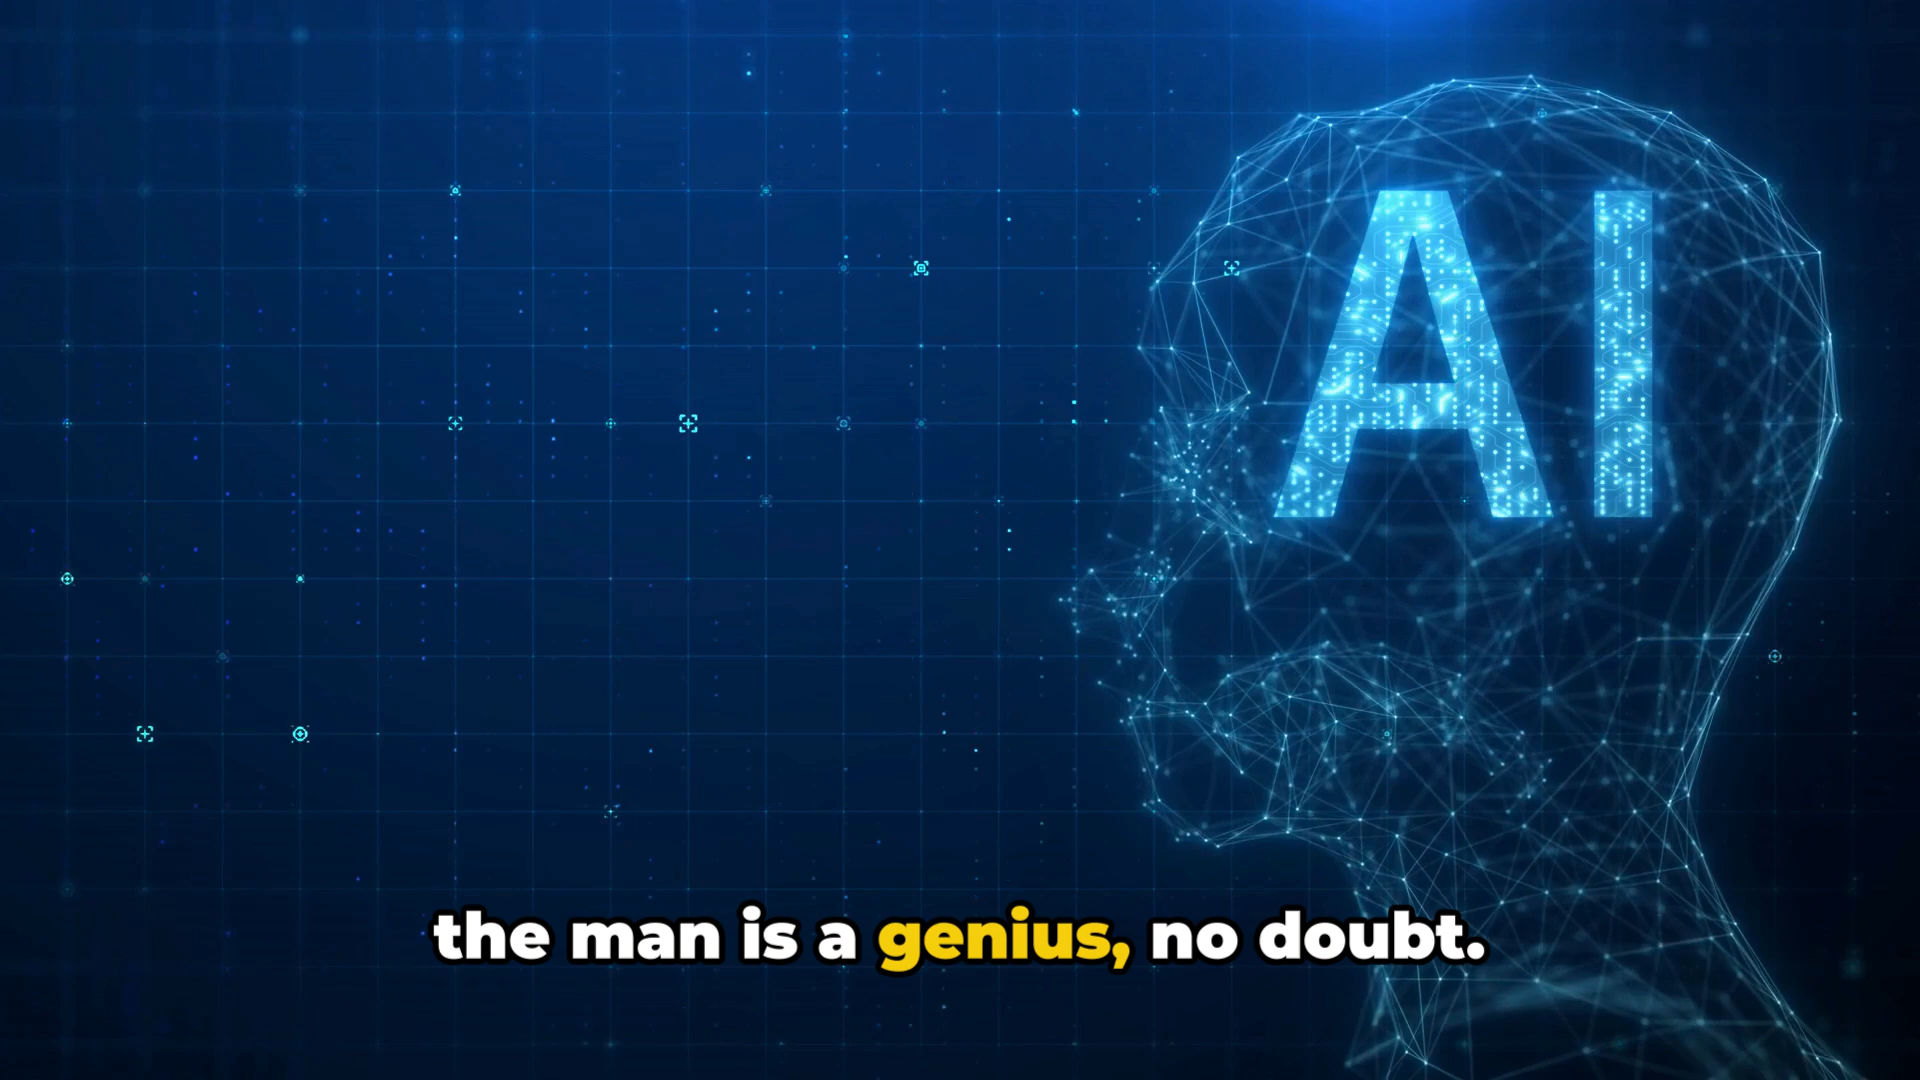 AI
the man is a genius, no doubt.